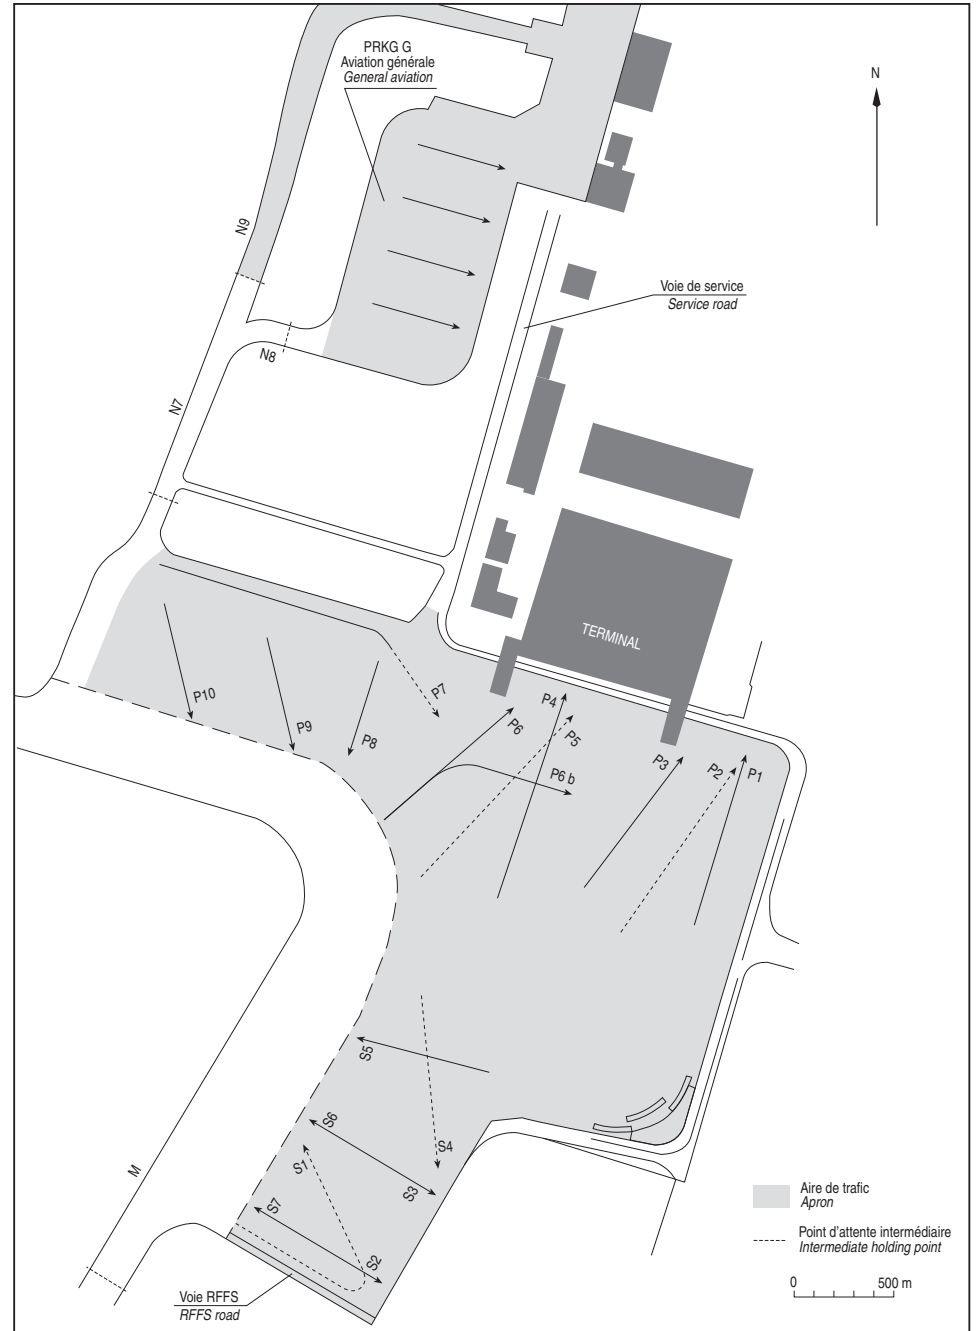 PRKG G
Aviation générale
General aviation
N
N9
Voie de service
Service road
N8
N7
TERMINAL
P10
P9
P8
P7
P6
P4
P5
P6 b
P3
P2
P1
S5
S6
S4
S1
S3
M
S7
S2
Aire de trafic
Apron
Point d'attente intermédiaire
Intermediate holding point
Voie RFFS
RFFS road
0 500 m